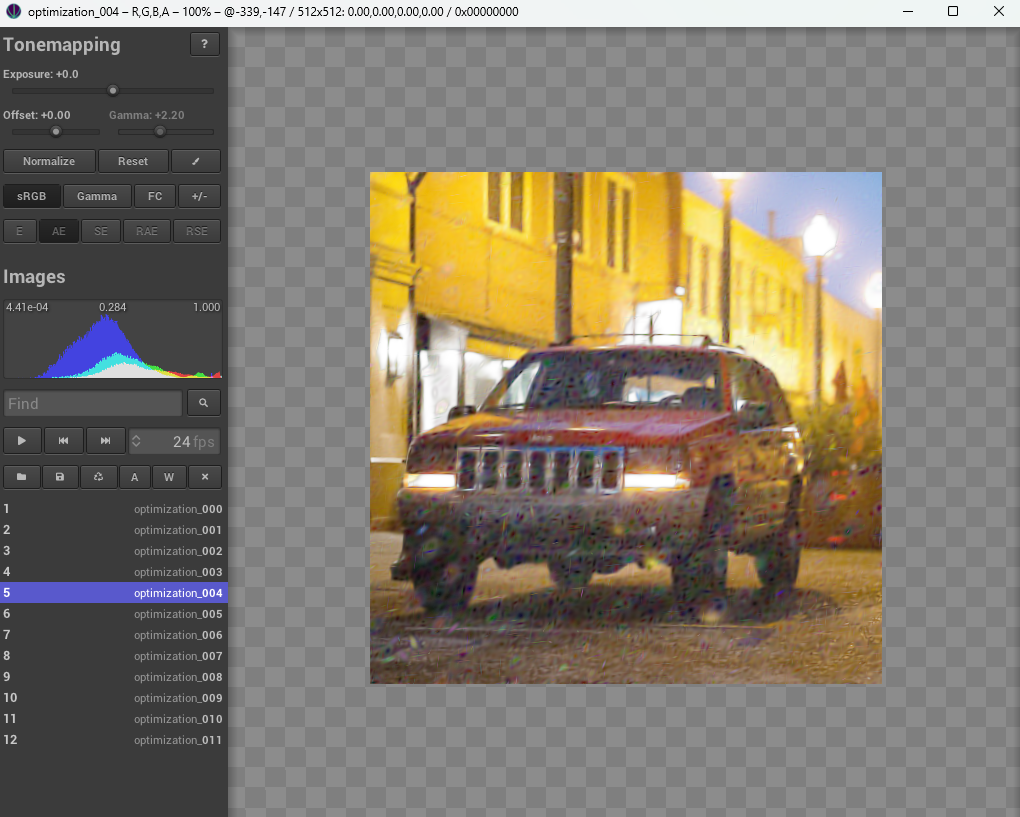 optimization_004 – R,G,B,A – 100% – @-339,-147 / 512x512: 0.00,0.00,0.00,0.00 / 0x00000000
Tonemapping ?
Exposure: +0.0
Offset: +0.00 Gamma: +2.20
Normalize Reset
sRGB Gamma FC +/-
E AE SE RAE RSE
Images
4.41e-04 0.284 1.000
Find
24 fps
A W
1 optimization_000
2 optimization_001
3 optimization_002
4 optimization_003
5 optimization_004
6 optimization_005
7 optimization_006
8 optimization_007
9 optimization_008
10 optimization_009
11 optimization_010
12 optimization_011
Jeep